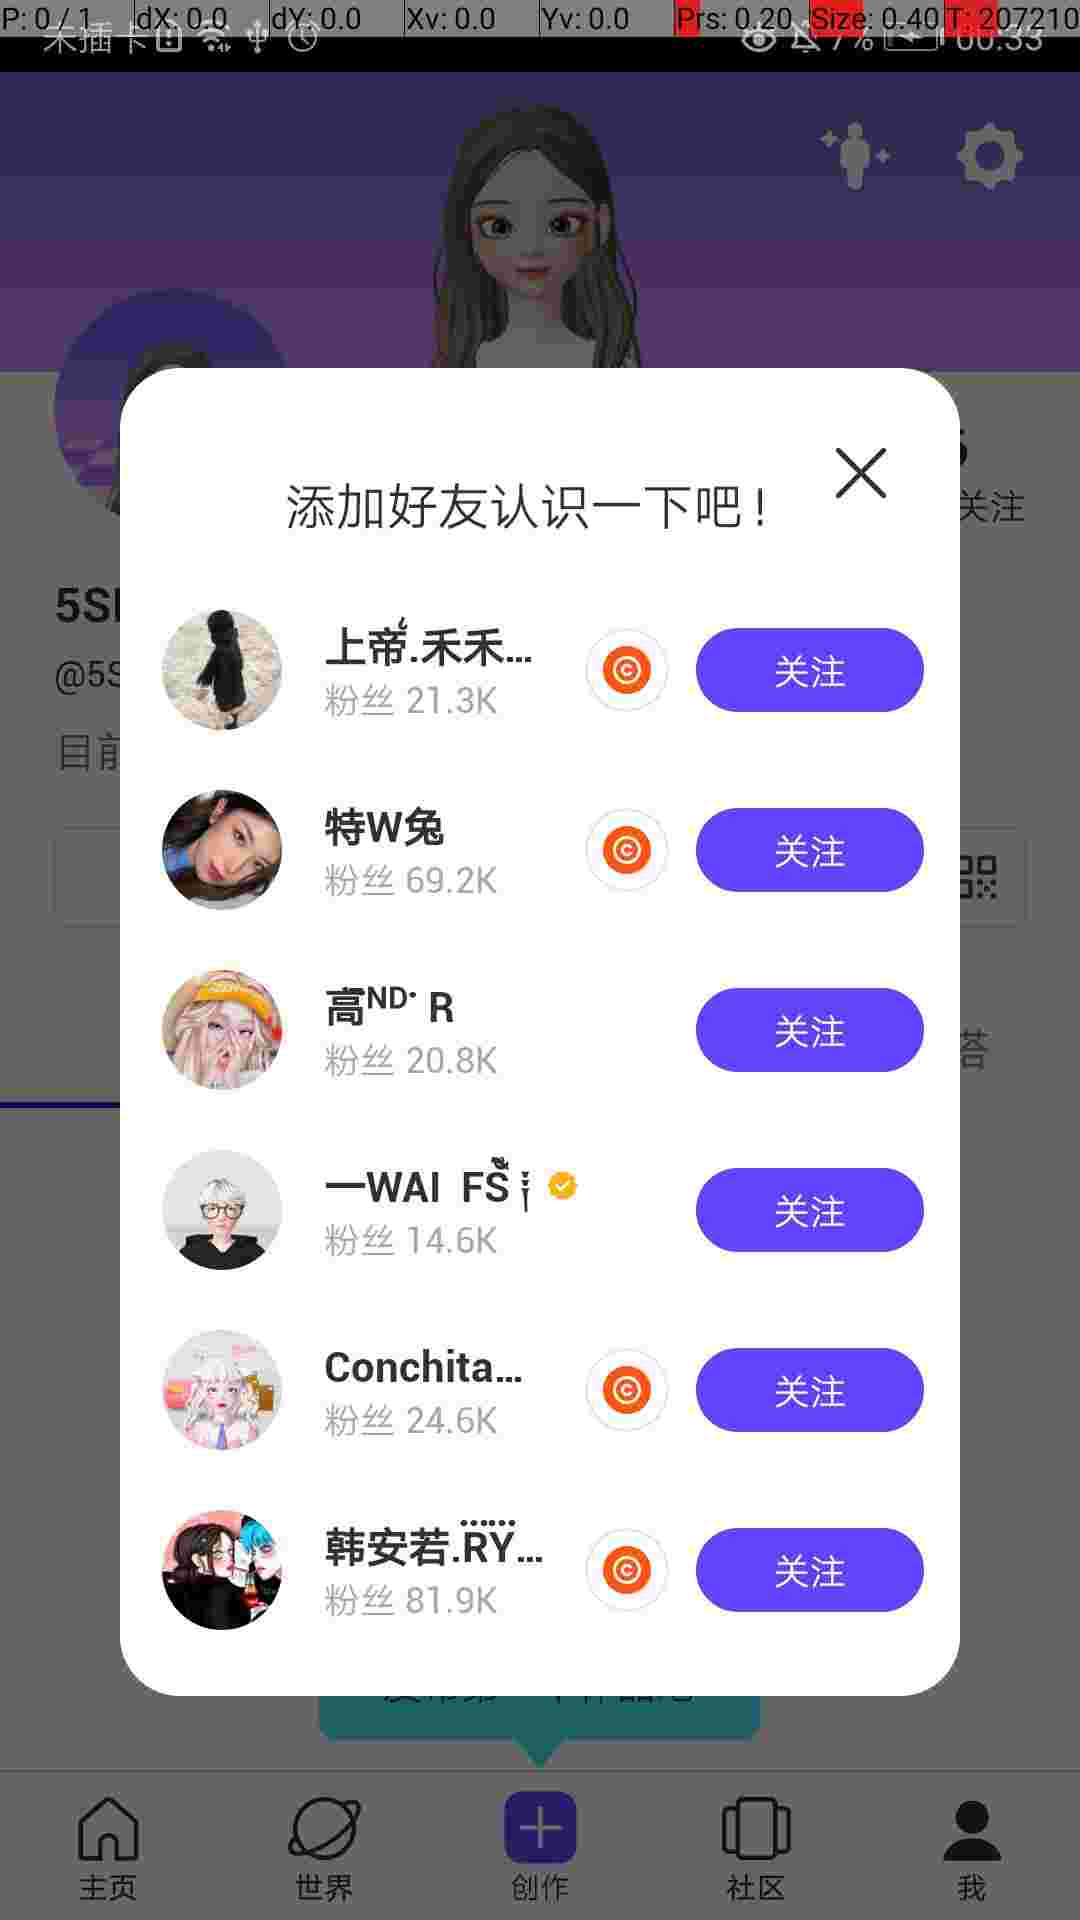 P: 0 / 1 dX: 0.0 dY: 0.0 Xv: 0.0 Yv: 0.0 Prs: 0.20 Size: 0.40 T: 207210
未插卡 7% 00:33
添加好友认识一下吧!
关注
5S
@5S
上帝.禾禾...
粉丝 21.3K
关注
目前
特W兔
粉丝 69.2K
关注
高ᴺᴰ· R
粉丝 20.8K
关注
答
一WAI FS
粉丝 14.6K
关注
Conchita...
粉丝 24.6K
关注
韩安若.RY...
粉丝 81.9K
关注
主页 世界 创作 社区 我